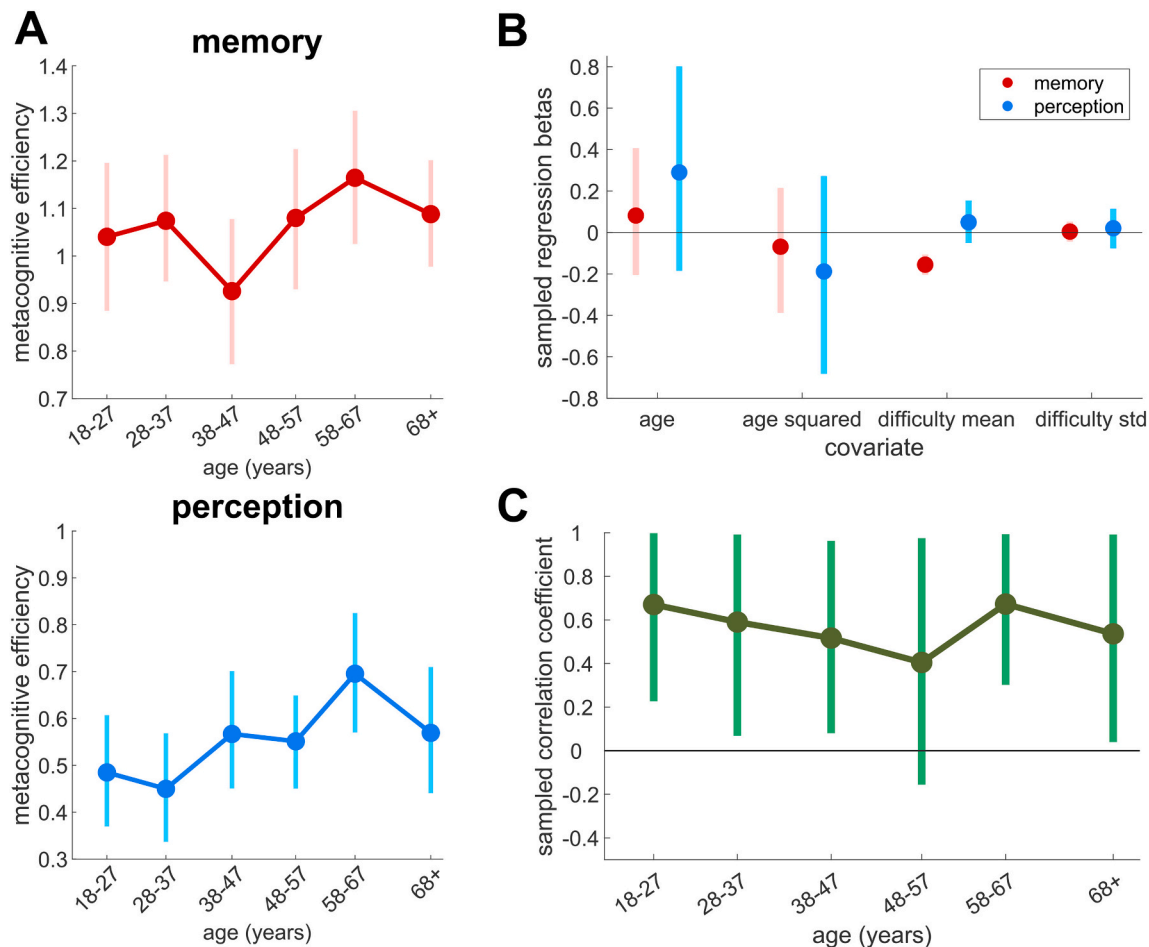 A
memory
metacognitive efficiency
1.4
1.3
1.2
1.1
1
0.9
0.8
0.7
18-27
28-37
38-47
48-57
58-67
68+
age (years)
perception
metacognitive efficiency
1
0.9
0.8
0.7
0.6
0.5
0.4
0.3
18-27
28-37
38-47
48-57
58-67
68+
age (years)
B
sampled regression betas
0.8
0.6
0.4
0.2
0
-0.2
-0.4
-0.6
-0.8
memory
perception
age
age squared
difficulty mean
difficulty std
covariate
C
sampled correlation coefficient
1
0.8
0.6
0.4
0.2
0
-0.2
-0.4
18-27
28-37
38-47
48-57
58-67
68+
age (years)